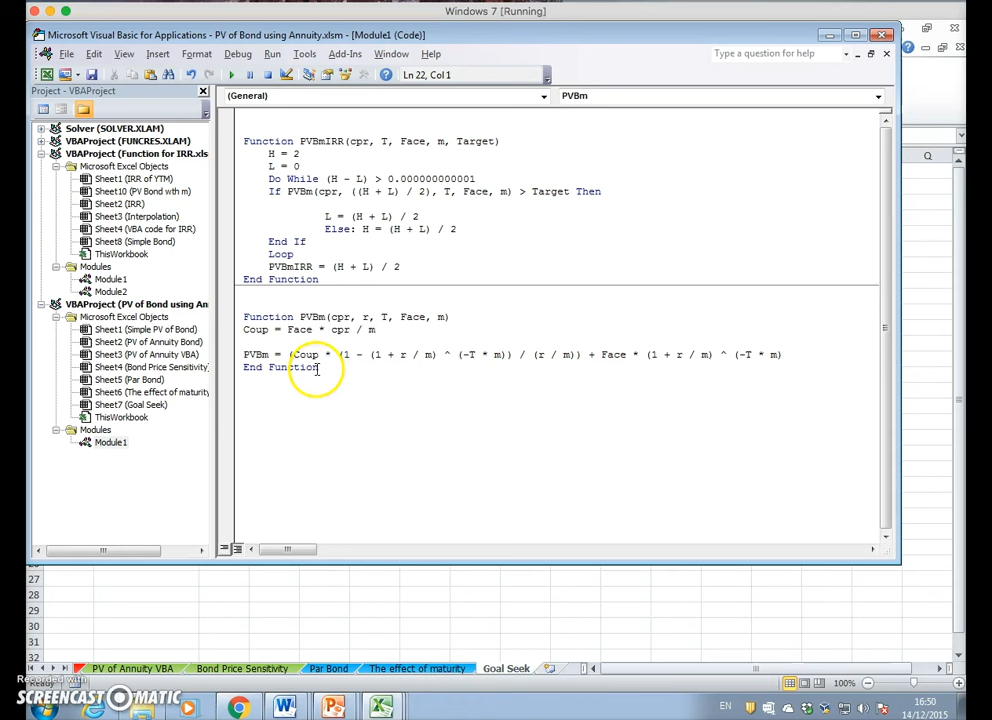 Windows 7 [Running]
Microsoft Visual Basic for Applications - PV of Bond using Annuity.xlsm - [Module1 (Code)]
File Edit View Insert Format Debug Run Tools Add-Ins Window Help
Type a question for help
Ln 22, Col 1
Project - VBAProject
(General)
PVBm
Solver (SOLVER.XLAM)
VBAProject (FUNCRES.XLAM)
VBAProject (Function for IRR.xls
Microsoft Excel Objects
Sheet1 (IRR of YTM)
Sheet10 (PV Bond wth m)
Sheet2 (IRR)
Sheet3 (Interpolation)
Sheet4 (VBA code for IRR)
Sheet8 (Simple Bond)
ThisWorkbook
Modules
Module1
Module2
VBAProject (PV of Bond using An
Microsoft Excel Objects
Sheet1 (Simple PV of Bond)
Sheet2 (PV of Annuity Bond)
Sheet3 (PV of Annuity VBA)
Sheet4 (Bond Price Sensitivity)
Sheet5 (Par Bond)
Sheet6 (The effect of maturity
Sheet7 (Goal Seek)
ThisWorkbook
Modules
Module1
Function PVBmIRR(cpr, T, Face, m, Target)
H = 2
L = 0
Do While (H - L) > 0.000000000001
If PVBm(cpr, ((H + L) / 2), T, Face, m) > Target Then
L = (H + L) / 2
Else: H = (H + L) / 2
End If
Loop
PVBmIRR = (H + L) / 2
End Function
Function PVBm(cpr, r, T, Face, m)
Coup = Face * cpr / m
PVBm = (Coup * (1 - (1 + r / m) ^ (-T * m)) / (r / m)) + Face * (1 + r / m) ^ (-T * m)
End Function
Q
27
28
29
30
31
32
PV of Annuity VBA
Bond Price Sensitivity
Par Bond
The effect of maturity
Goal Seek
Ready
100%
Recorded with
SCREENCAST MATIC
EN
16:50
14/12/2015